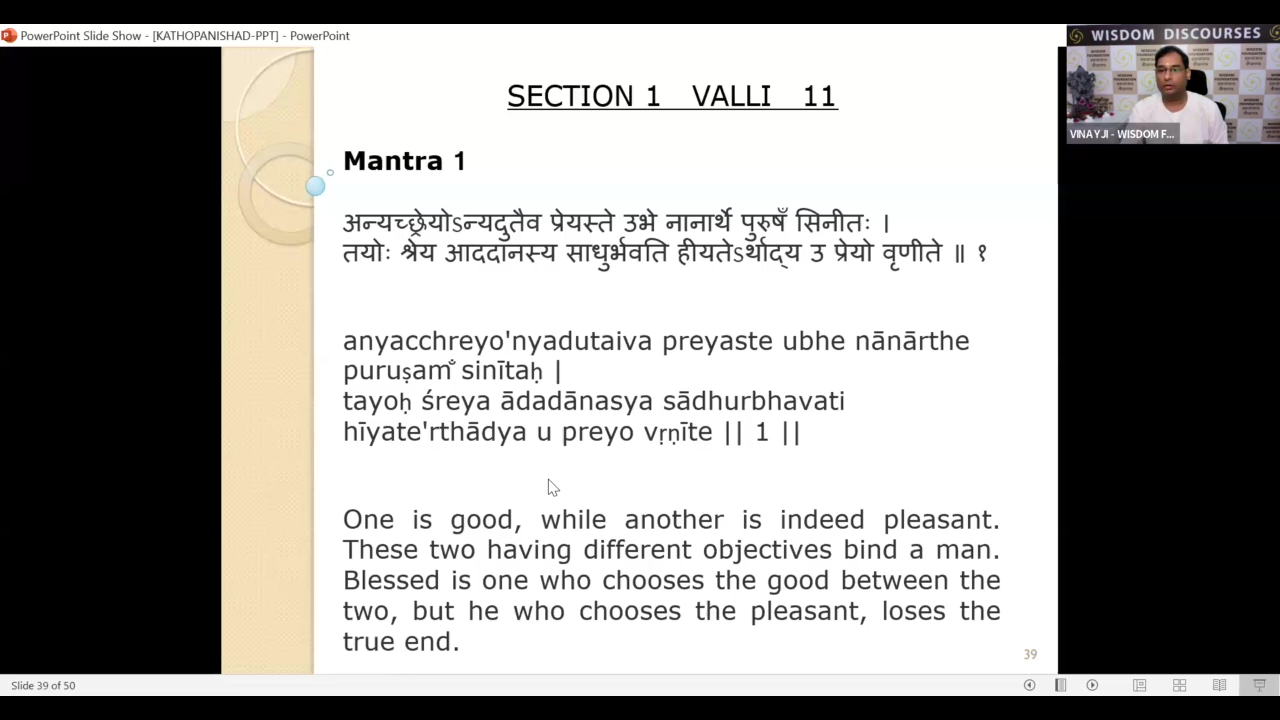 PowerPoint Slide Show - [KATHOPANISHAD-PPT] - PowerPoint
WISDOM DISCOURSES
VINAYJI - WISDOM F...
SECTION 1 VALLI 11
Mantra 1
अन्यच्छ्रेयोऽन्यदुतैव प्रेयस्ते उभे नानार्थे पुरुषँ सिनीतः ।
तयोः श्रेय आददानस्य साधुर्भवति हीयतेऽर्थाद्य उ प्रेयो वृणीते ॥ १
anyacchreyo'nyadutaiva preyaste ubhe nānārthe
puruṣam̐ sinītaḥ |
tayoḥ śreya ādadānasya sādhurbhavati
hīyate'rthādya u preyo vṛṇīte || 1 ||
One is good, while another is indeed pleasant.
These two having different objectives bind a man.
Blessed is one who chooses the good between the
two, but he who chooses the pleasant, loses the
true end.
39
Slide 39 of 50